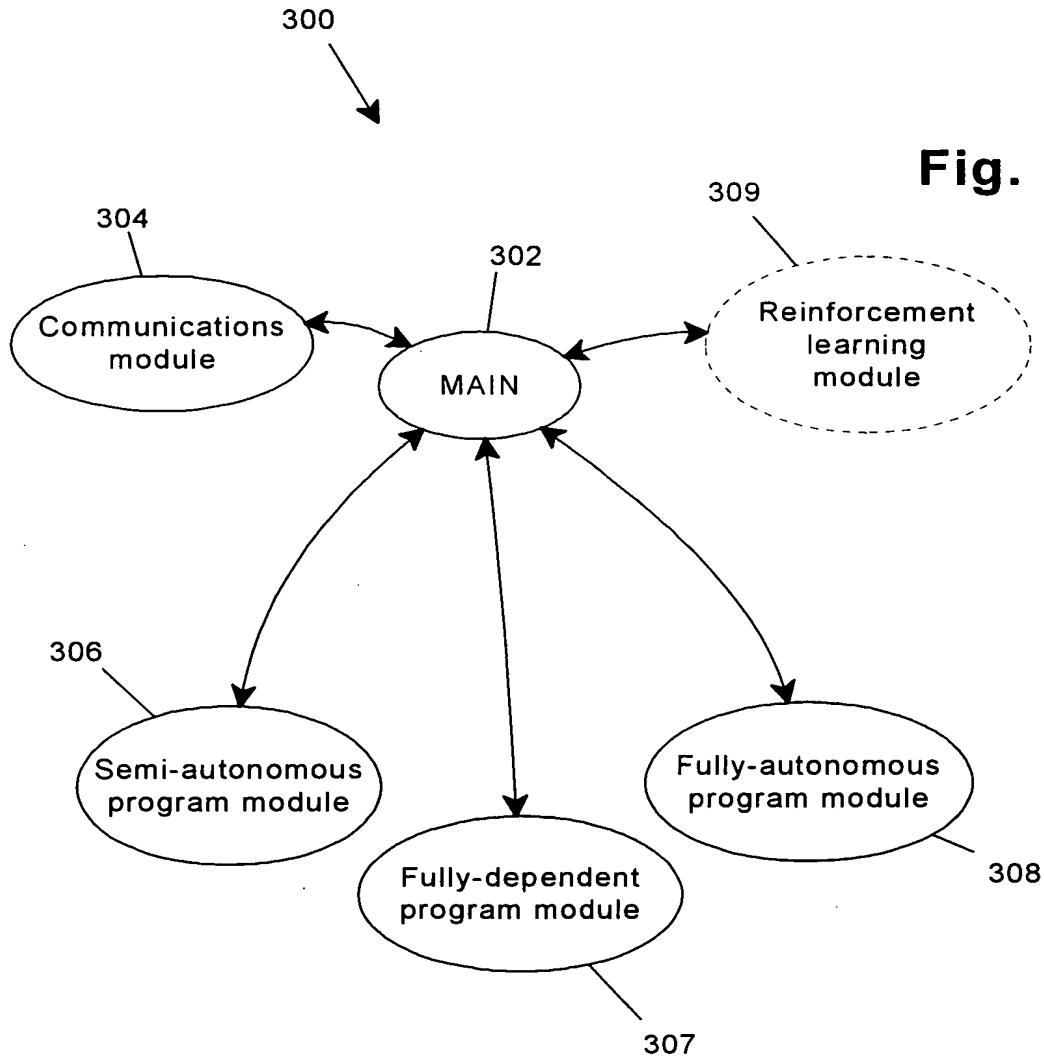 300
Fig.
309
304
302
Communications
module
MAIN
Reinforcement
learning
module
306
Semi-autonomous
program module
Fully-autonomous
program module
308
Fully-dependent
program module
307